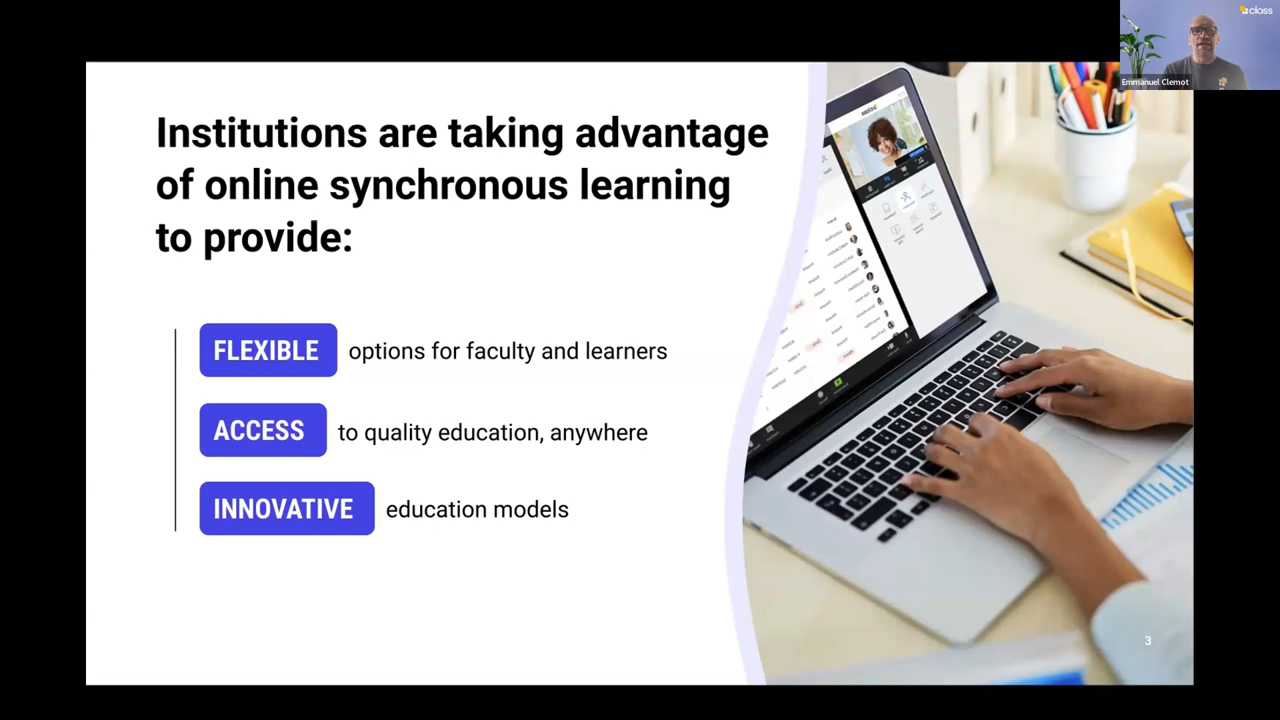 class
Emmanuel Clemot
Institutions are taking advantage
of online synchronous learning
to provide:
FLEXIBLE options for faculty and learners
ACCESS to quality education, anywhere
INNOVATIVE education models
3